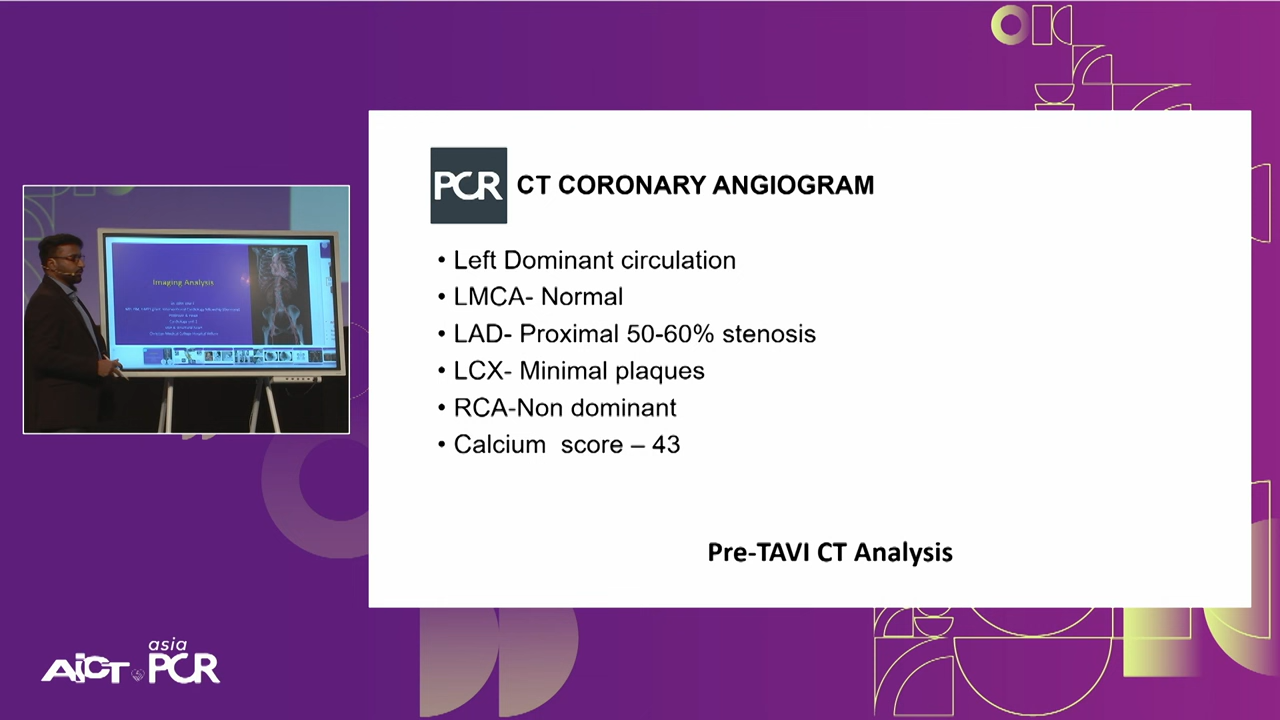 PCR CT CORONARY ANGIOGRAM
• Left Dominant circulation
• LMCA- Normal
• LAD- Proximal 50-60% stenosis
• LCX- Minimal plaques
• RCA-Non dominant
• Calcium score – 43
Pre-TAVI CT Analysis
Imaging Analysis
asia
AICT PCR